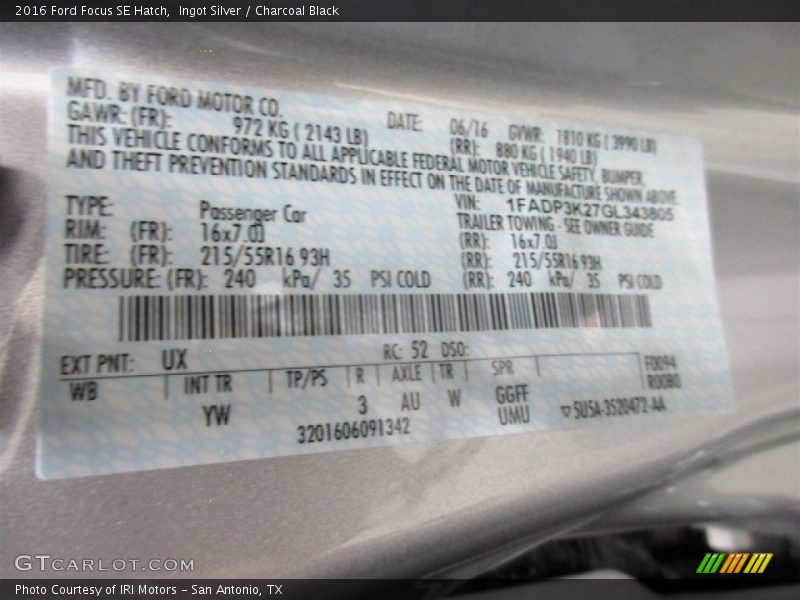 2016 Ford Focus SE Hatch,  Ingot Silver / Charcoal Black
MFD. BY FORD MOTOR CO.
DATE: 06/16 GVWR: 1810 KG ( 3990 LB)
GAWR: (FR): 972 KG ( 2143 LB) (RR): 880 KG ( 1940 LB)
THIS VEHICLE CONFORMS TO ALL APPLICABLE FEDERAL MOTOR VEHICLE SAFETY, BUMPER,
AND THEFT PREVENTION STANDARDS IN EFFECT ON THE DATE OF MANUFACTURE SHOWN ABOVE.
VIN: 1FADP3K27GL343805
TYPE: Passenger Car TRAILER TOWING - SEE OWNER GUIDE
RIM: (FR): 16x7.0J (RR): 16x7.0J
TIRE: (FR): 215/55R16 93H (RR): 215/55R16 93H
PRESSURE: (FR): 240 kPa/ 35 PSI COLD (RR): 240 kPa/ 35 PSI COLD
EXT PNT: UX RC: 52 DSO:
WB INT TR TP/PS R AXLE TR SPR F0094
R0080
YW 3 AU W GGFF
UMU
3201606091342 ▽ 5U5A-3520472-AA
GTCARLOT.COM
Photo Courtesy of IRI Motors – San Antonio, TX